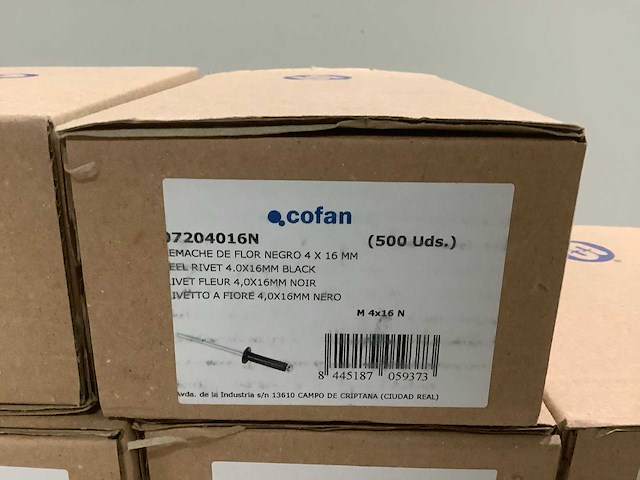 cofan
07204016N (500 Uds.)
EMACHE DE FLOR NEGRO 4 X 16 MM
EEL RIVET 4.0X16MM BLACK
RIVET FLEUR 4,0X16MM NOIR
RIVETTO A FIORE 4,0X16MM NERO
M 4x16 N
8 445187 059373
Avda. de la Industria s/n 13610 CAMPO DE CRIPTANA (CIUDAD REAL)